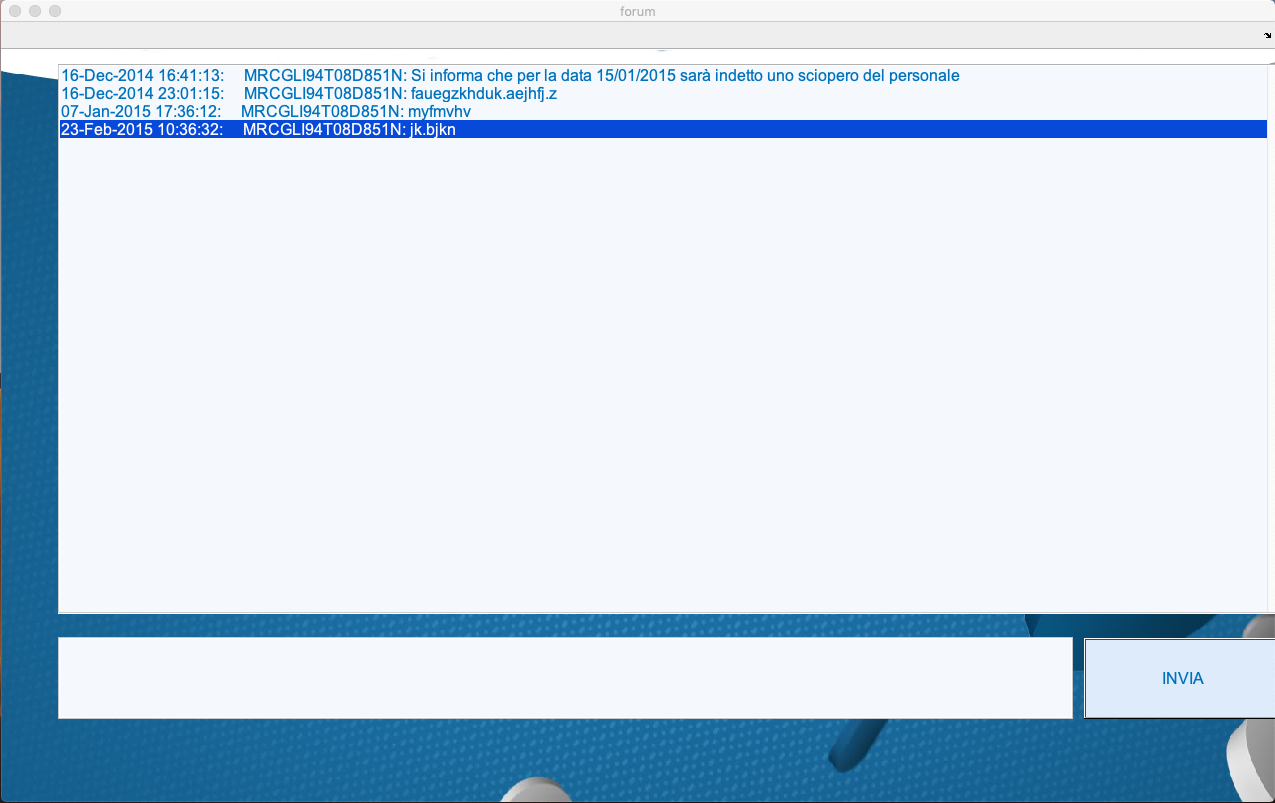 forum
16-Dec-2014 16:41:13: MRCGLI94T08D851N: Si informa che per la data 15/01/2015 sarà indetto uno sciopero del personale
16-Dec-2014 23:01:15: MRCGLI94T08D851N: fauegzkhduk.aejhfj.z
07-Jan-2015 17:36:12: MRCGLI94T08D851N: myfmvhv
23-Feb-2015 10:36:32: MRCGLI94T08D851N: jk.bjkn
INVIA